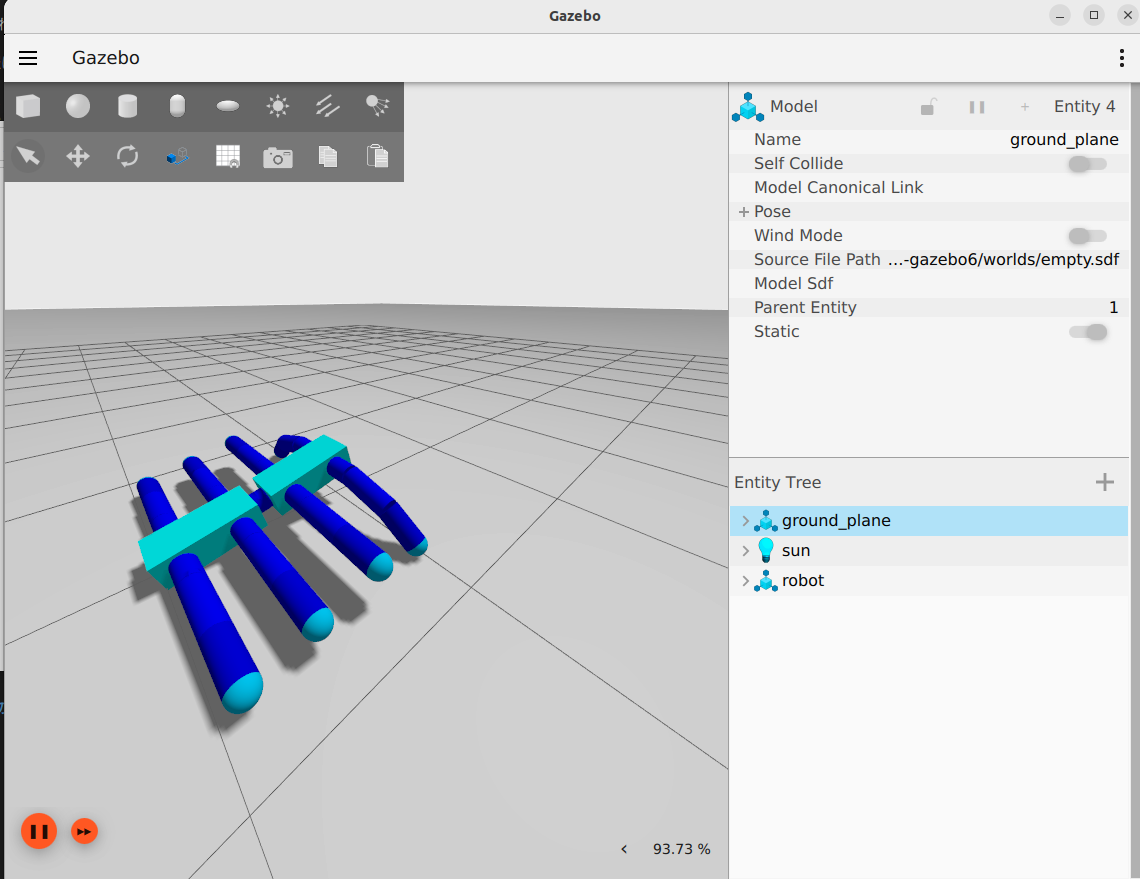 Gazebo
Gazebo
Model
Entity 4
Name ground_plane
Self Collide
Model Canonical Link
Pose
Wind Mode
Source File Path ...-gazebo6/worlds/empty.sdf
Model Sdf
Parent Entity 1
Static
Entity Tree
ground_plane
sun
robot
93.73 %